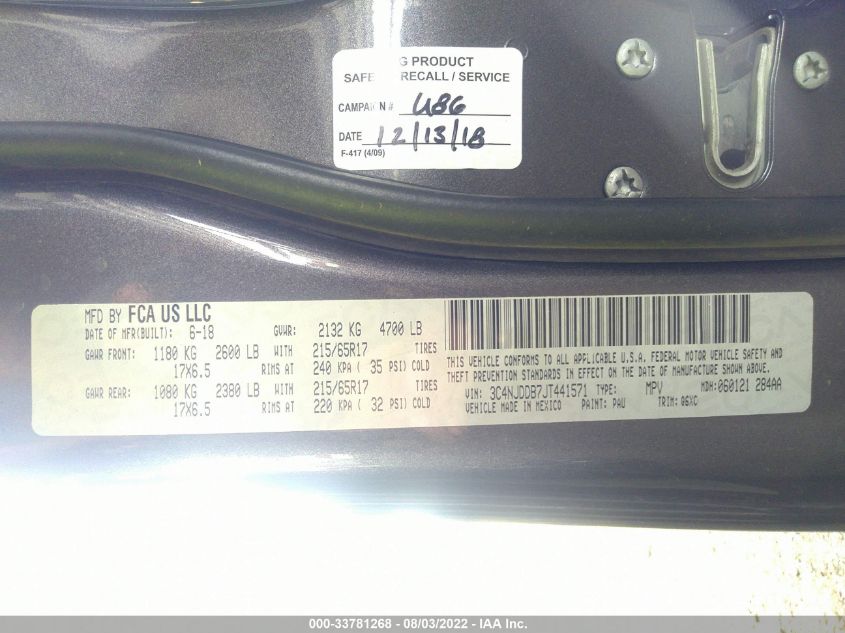 G PRODUCT
SAFE RECALL / SERVICE
CAMPAIGN # U86
DATE 12/13/18
F-417 (4/09)
MFD BY FCA US LLC
DATE OF MFR(BUILT): 6-18 GVWR: 2132 KG 4700 LB
GAWR FRONT: 1180 KG 2600 LB WITH 215/65R17 TIRES
17X6.5 RIMS AT 240 KPA ( 35 PSI) COLD
GAWR REAR: 1080 KG 2380 LB WITH 215/65R17 TIRES
17X6.5 RIMS AT 220 KPA ( 32 PSI) COLD
THIS VEHICLE CONFORMS TO ALL APPLICABLE U.S.A. FEDERAL MOTOR VEHICLE SAFETY AND
THEFT PREVENTION STANDARDS IN EFFECT ON THE DATE OF MANUFACTURE SHOWN ABOVE.
VIN: 3C4NJDDB7JT441571 TYPE: MPV MDH: 060121 284AA
VEHICLE MADE IN MEXICO PAINT: PAU TRIM: G6XC
000-33781268 - 08/03/2022 - IAA Inc.